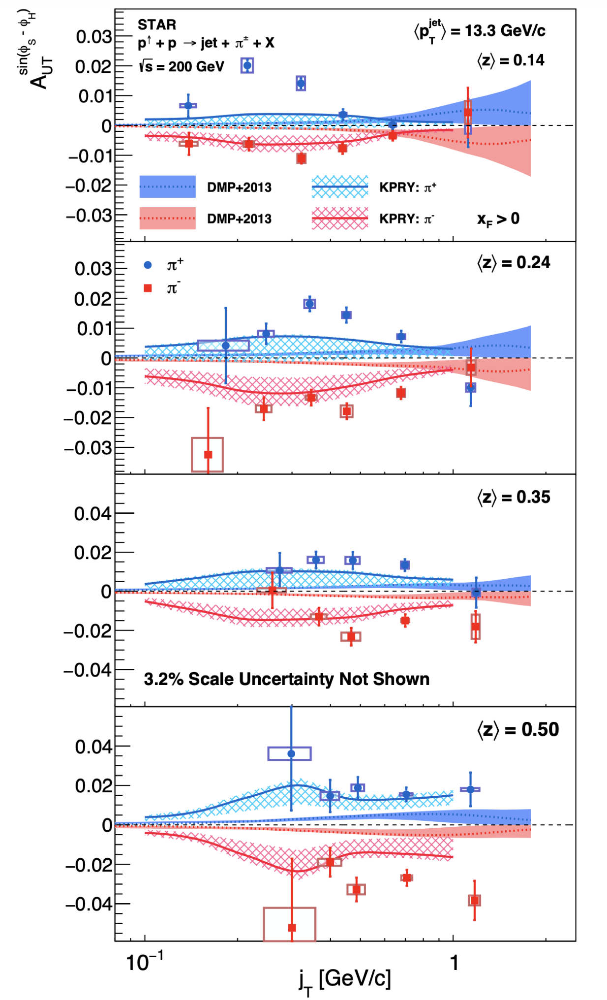 A_UT^sin(ϕ_S - ϕ_H)
STAR
p↑ + p → jet + π± + X
√s = 200 GeV
⟨p_T^jet⟩ = 13.3 GeV/c
⟨z⟩ = 0.14
0.03
0.02
0.01
0
−0.01
−0.02
−0.03
DMP+2013
KPRY: π+
DMP+2013
KPRY: π-
x_F > 0
π+
π-
⟨z⟩ = 0.24
0.03
0.02
0.01
0
−0.01
−0.02
−0.03
⟨z⟩ = 0.35
0.04
0.02
0
−0.02
−0.04
3.2% Scale Uncertainty Not Shown
⟨z⟩ = 0.50
0.04
0.02
0
−0.02
−0.04
10^−1
1
j_T [GeV/c]